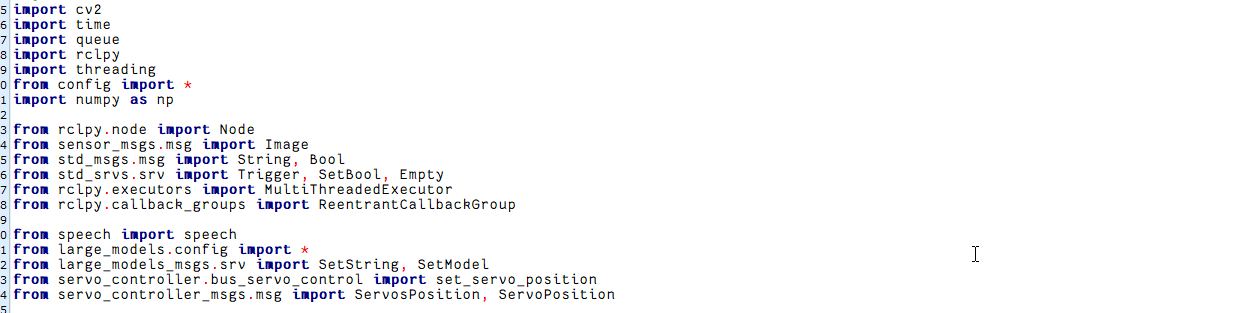 5 import cv2
6 import time
7 import queue
8 import rclpy
9 import threading
0 from config import *
1 import numpy as np
2
3 from rclpy.node import Node
4 from sensor_msgs.msg import Image
5 from std_msgs.msg import String, Bool
6 from std_srvs.srv import Trigger, SetBool, Empty
7 from rclpy.executors import MultiThreadedExecutor
8 from rclpy.callback_groups import ReentrantCallbackGroup
9
0 from speech import speech
1 from large_models.config import *
2 from large_models_msgs.srv import SetString, SetModel
3 from servo_controller.bus_servo_control import set_servo_position
4 from servo_controller_msgs.msg import ServosPosition, ServoPosition
5